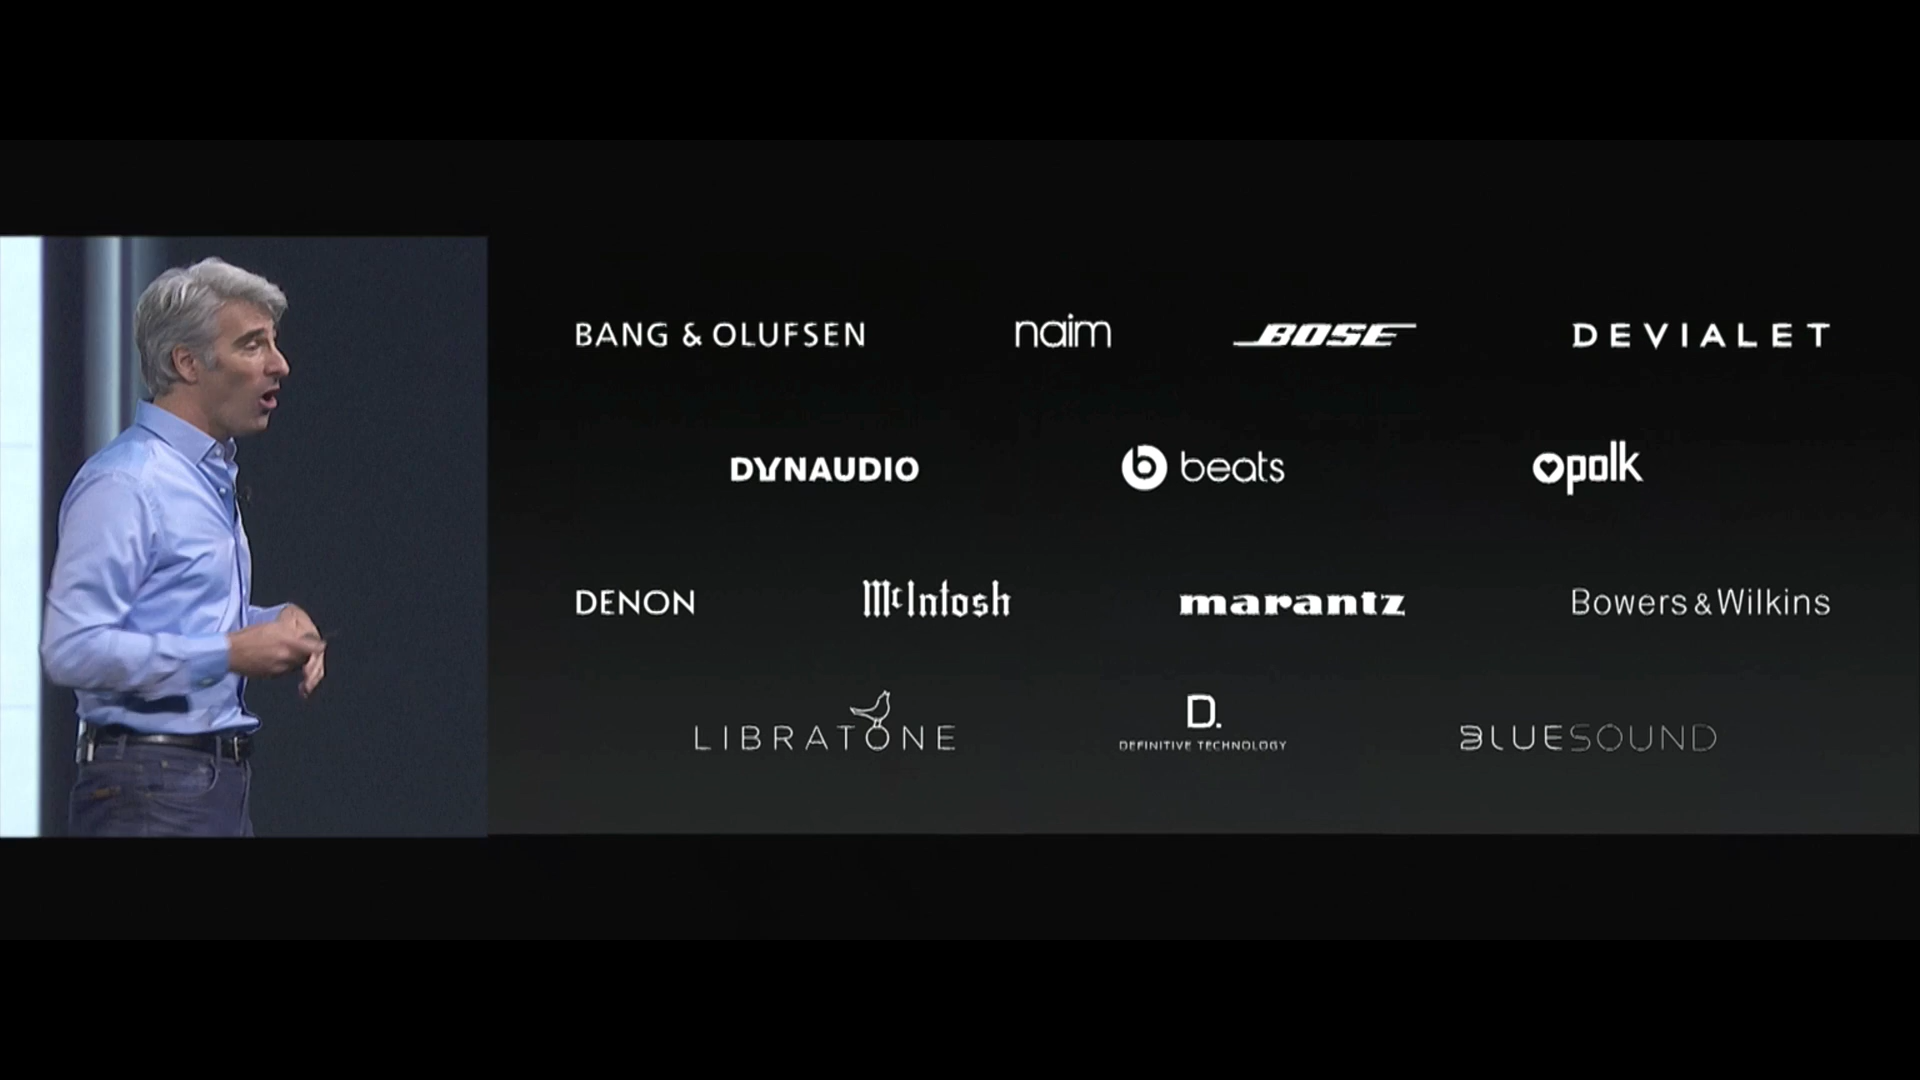 BANG & OLUFSEN naim BOSE DEVIALET
DYNAUDIO beats polk
DENON McIntosh marantz Bowers & Wilkins
LIBRATONE D. BLUESOUND
DEFINITIVE TECHNOLOGY